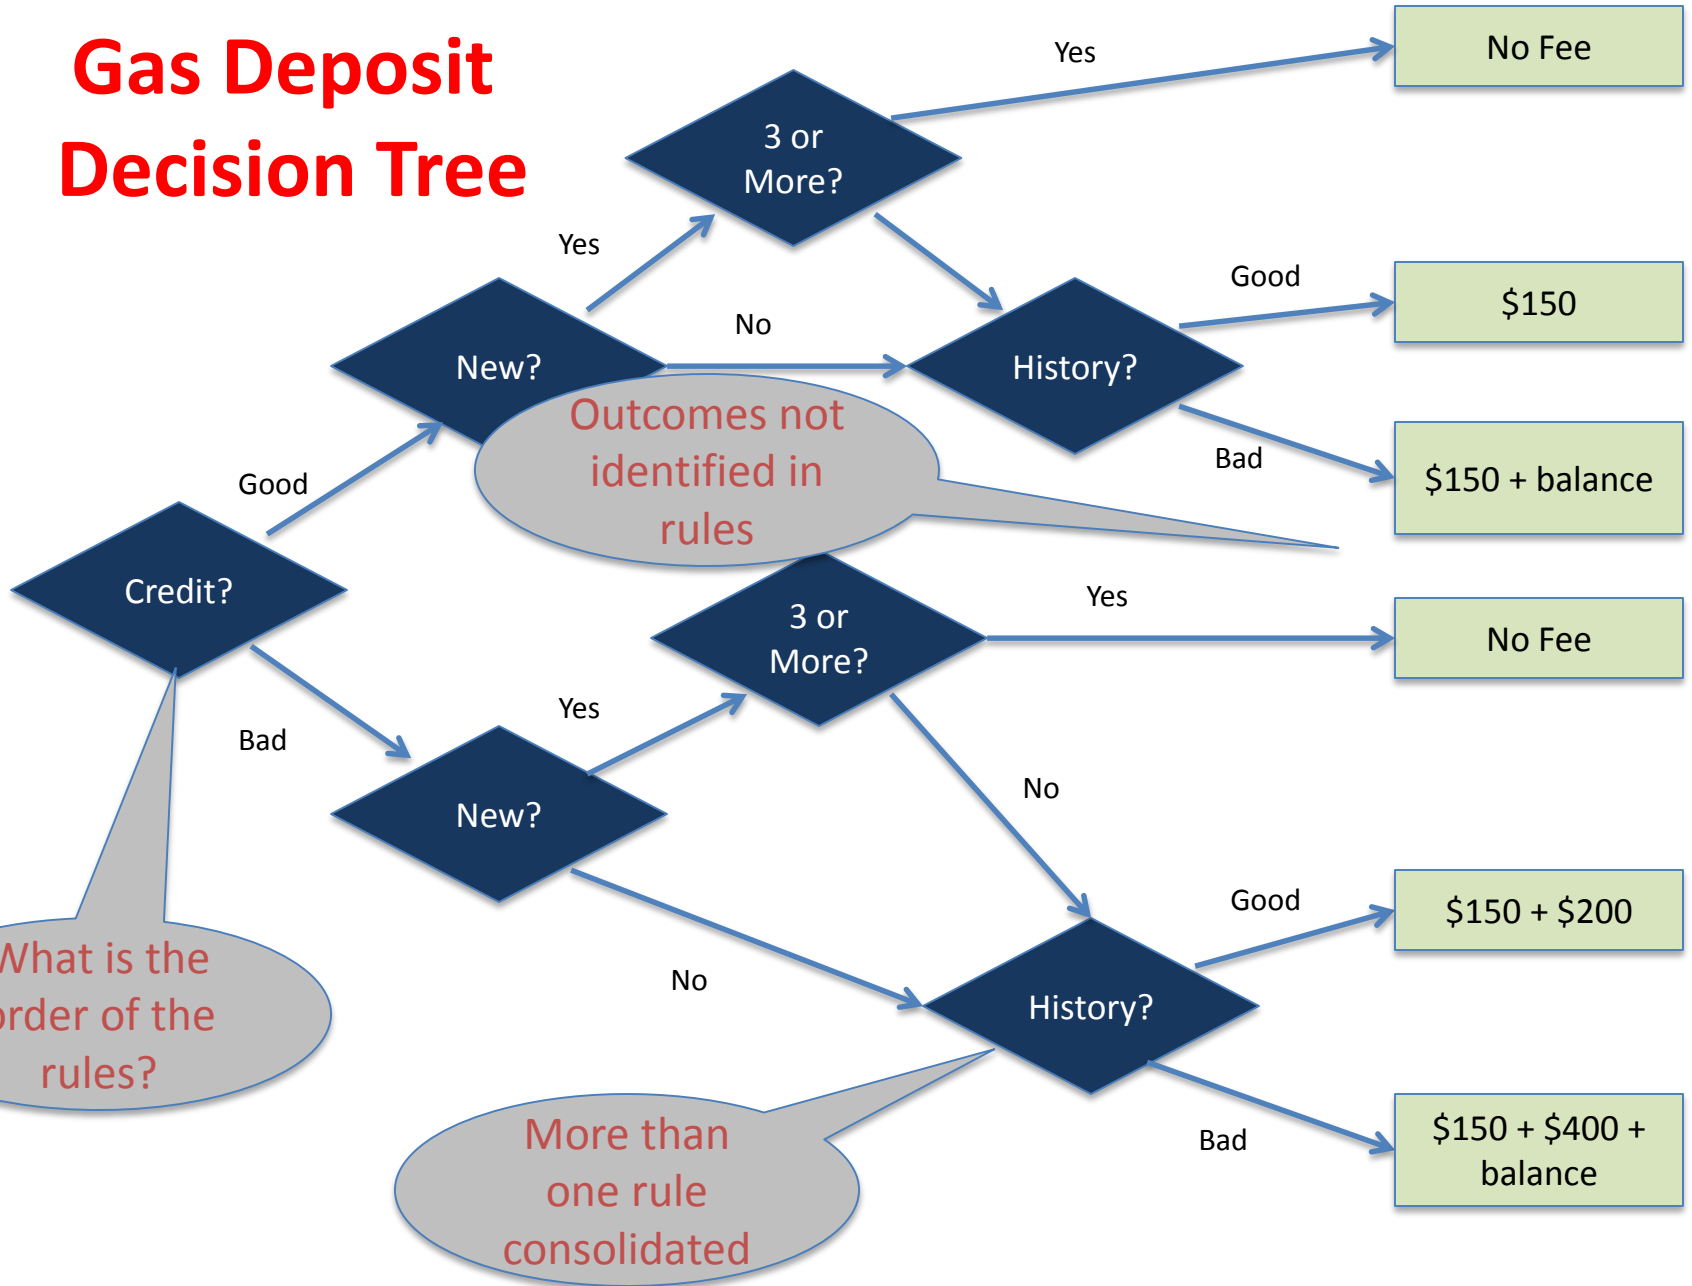 Gas Deposit
Decision Tree
Yes
No Fee
3 or
More?
Yes
Good
$150
No
New?
History?
Outcomes not
identified in
rules
Good
Bad
$150 + balance
Credit?
3 or
More?
Yes
No Fee
Bad
Yes
New?
No
Good
$150 + $200
What is the
order of the
rules?
No
History?
More than
one rule
consolidated
Bad
$150 + $400 +
balance